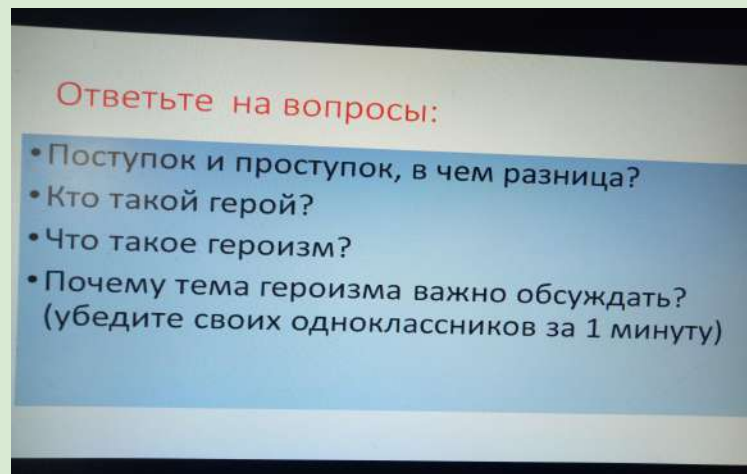 Ответьте на вопросы:
• Поступок и проступок, в чем разница?
• Кто такой герой?
• Что такое героизм?
• Почему тема героизма важно обсуждать?
(убедите своих одноклассников за 1 минуту)